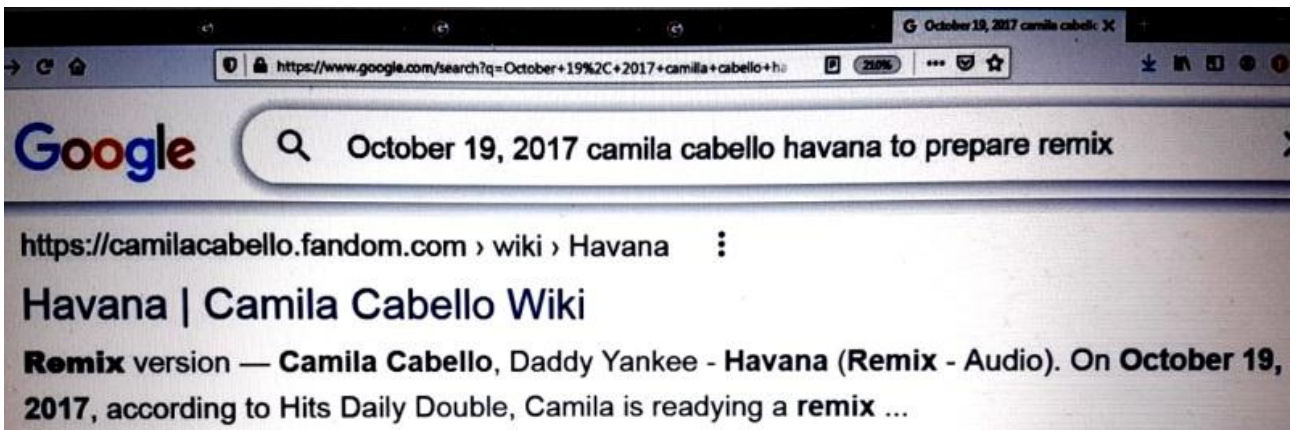 October 19, 2017 camila cabello
https://www.google.com/search?q=October+19%2C+2017+camila+cabello+ha
210%
Google
October 19, 2017 camila cabello havana to prepare remix
https://camilacabello.fandom.com › wiki › Havana
Havana | Camila Cabello Wiki
Remix version — Camila Cabello, Daddy Yankee - Havana (Remix - Audio). On October 19,
2017, according to Hits Daily Double, Camila is readying a remix ...